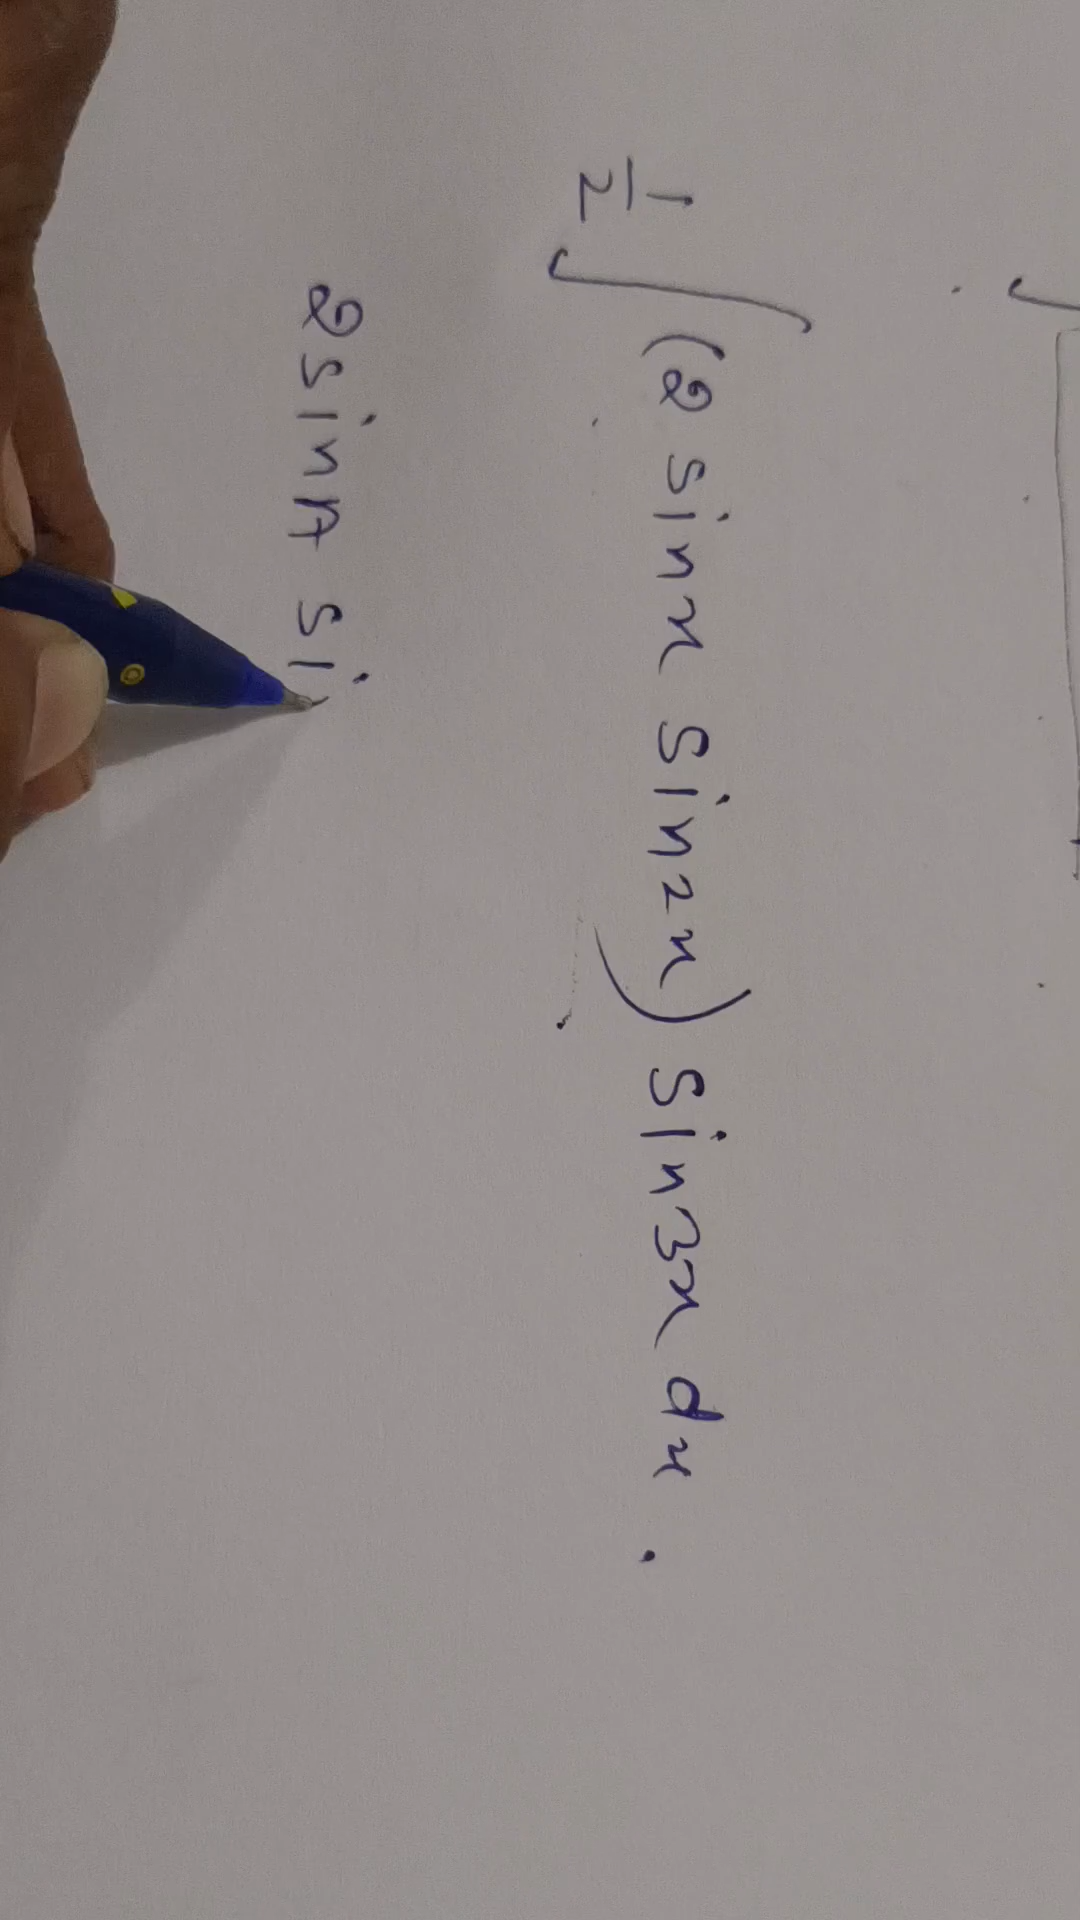 1/2 ∫ (2 sinx sin2x) sin3x dx .
2sinA si